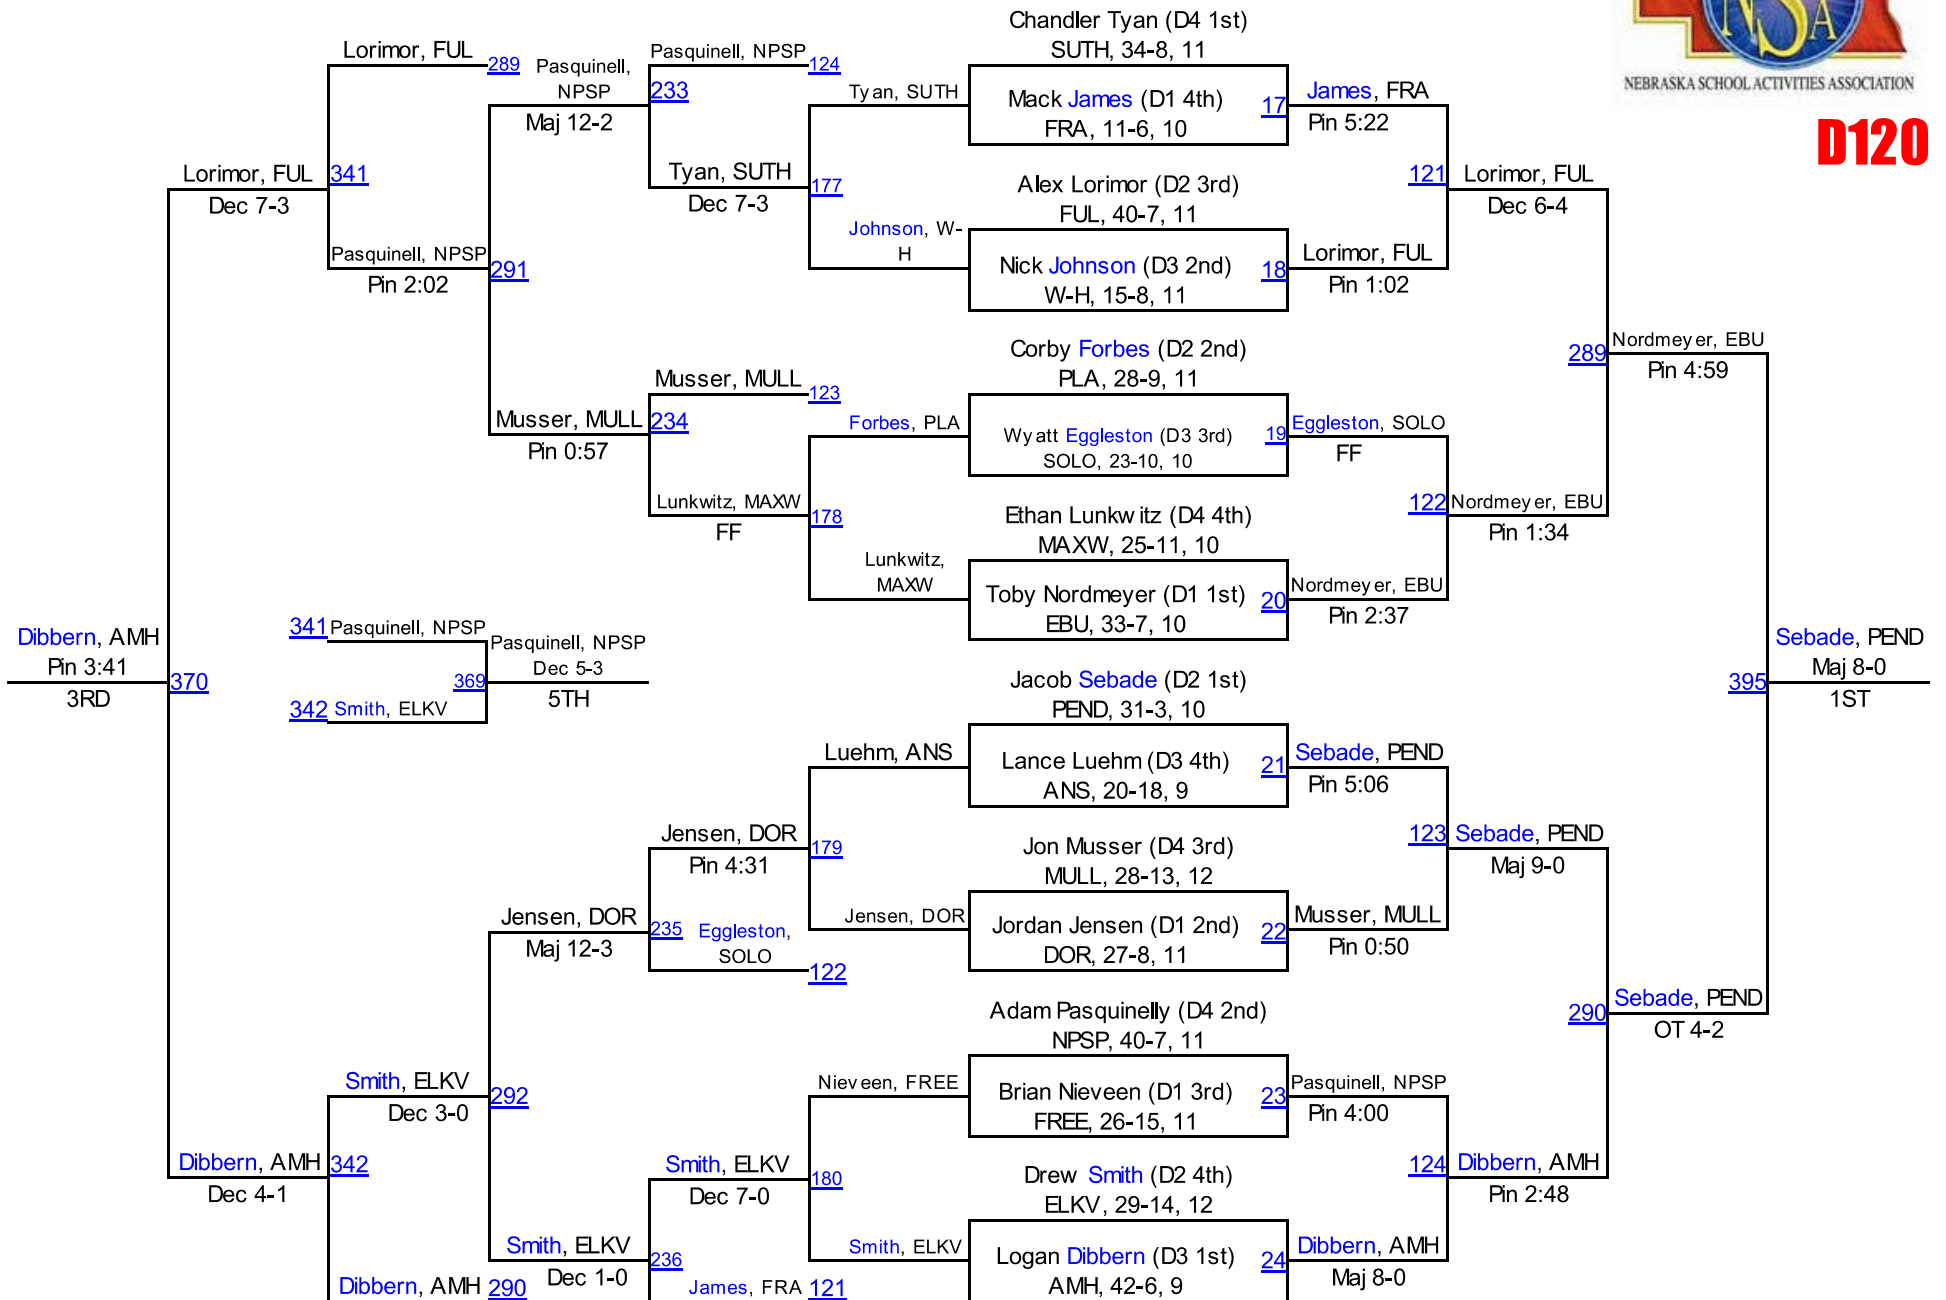 Chandler Tyan (D4 1st)
SUTH, 34-8, 11
Mack James (D1 4th)
FRA, 11-6, 10
17
Alex Lorimor (D2 3rd)
FUL, 40-7, 11
Nick Johnson (D3 2nd)
W-H, 15-8, 11
18
Corby Forbes (D2 2nd)
PLA, 28-9, 11
Wyatt Eggleston (D3 3rd)
SOLO, 23-10, 10
19
Ethan Lunkwitz (D4 4th)
MAXW, 25-11, 10
Toby Nordmeyer (D1 1st)
EBU, 33-7, 10
20
Jacob Sebade (D2 1st)
PEND, 31-3, 10
Lance Luehm (D3 4th)
ANS, 20-18, 9
21
Jon Musser (D4 3rd)
MULL, 28-13, 12
Jordan Jensen (D1 2nd)
DOR, 27-8, 11
22
Adam Pasquinelly (D4 2nd)
NPSP, 40-7, 11
Brian Nieveen (D1 3rd)
FREE, 26-15, 11
23
Drew Smith (D2 4th)
ELKV, 29-14, 12
Logan Dibbern (D3 1st)
AMH, 42-6, 9
24
James, FRA
Pin 5:22
Lorimor, FUL
Pin 1:02
Eggleston, SOLO
FF
Nordmeyer, EBU
Pin 2:37
Sebade, PEND
Pin 5:06
Musser, MULL
Pin 0:50
Pasquinell, NPSP
Pin 4:00
Dibbern, AMH
Maj 8-0
121
Lorimor, FUL
Dec 6-4
122
Nordmeyer, EBU
Pin 1:34
123
Sebade, PEND
Maj 9-0
124
Dibbern, AMH
Pin 2:48
289
Nordmeyer, EBU
Pin 4:59
290
Sebade, PEND
OT 4-2
395
Sebade, PEND
Maj 8-0
1ST
NSA
NEBRASKA SCHOOL ACTIVITIES ASSOCIATION
D120
Tyan, SUTH
177
Johnson, W-
H
Forbes, PLA
178
Lunkwitz,
MAXW
Luehm, ANS
179
Jensen, DOR
Nieveen, FREE
180
Smith, ELKV
Pasquinell, NPSP
124
233
Tyan, SUTH
Dec 7-3
Musser, MULL
123
234
Lunkwitz, MAXW
FF
Jensen, DOR
Pin 4:31
235
Eggleston,
SOLO
122
Smith, ELKV
Dec 7-0
236
James, FRA
121
Pasquinell,
NPSP
Maj 12-2
291
Musser, MULL
Pin 0:57
Jensen, DOR
Maj 12-3
292
Smith, ELKV
Dec 1-0
Lorimor, FUL
289
341
Pasquinell, NPSP
Pin 2:02
Smith, ELKV
Dec 3-0
342
Dibbern, AMH
290
Lorimor, FUL
Dec 7-3
Dibbern, AMH
Dec 4-1
370
Dibbern, AMH
Pin 3:41
3RD
341
Pasquinell, NPSP
342
Smith, ELKV
369
Pasquinell, NPSP
Dec 5-3
5TH